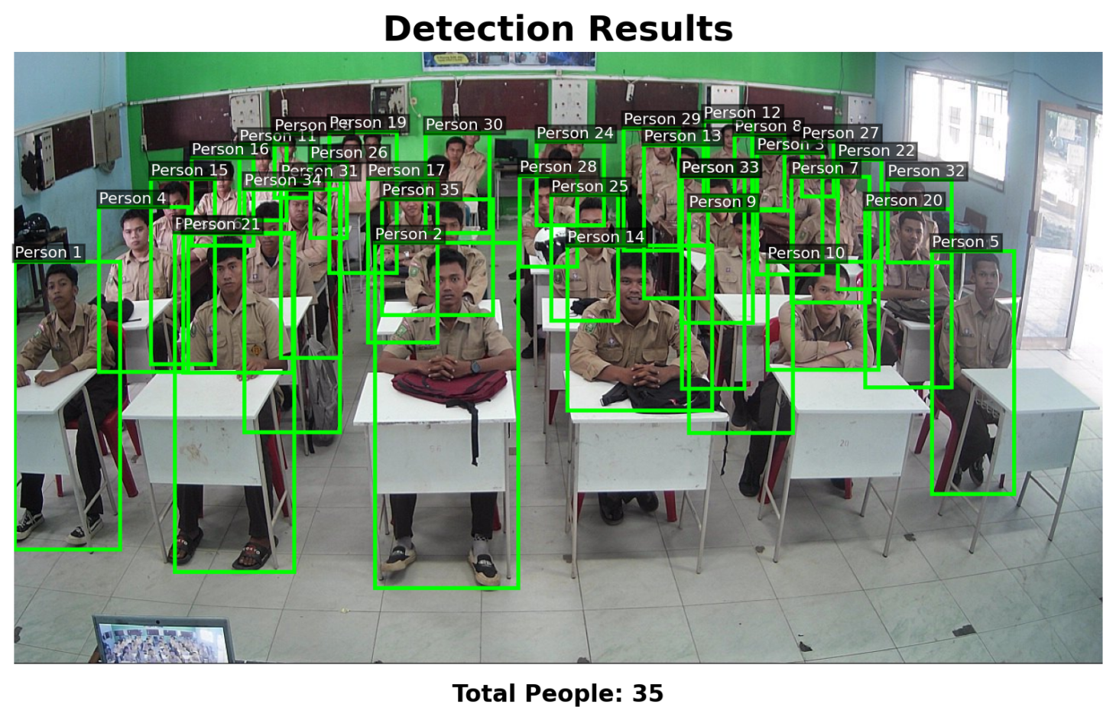 Detection Results
Person 12
Person 19
Person 29
Person 30
Person 8
Person 11
Person 24
Person 13
Person 27
Person 3
Person 16
Person 26
Person 22
Person 15
Person 31
Person 17
Person 28
Person 33
Person 7
Person 32
Person 34
Person 35
Person 25
Person 4
Person 9
Person 20
Person 21
Person 2
Person 14
Person 5
Person 1
Person 10
Total People: 35